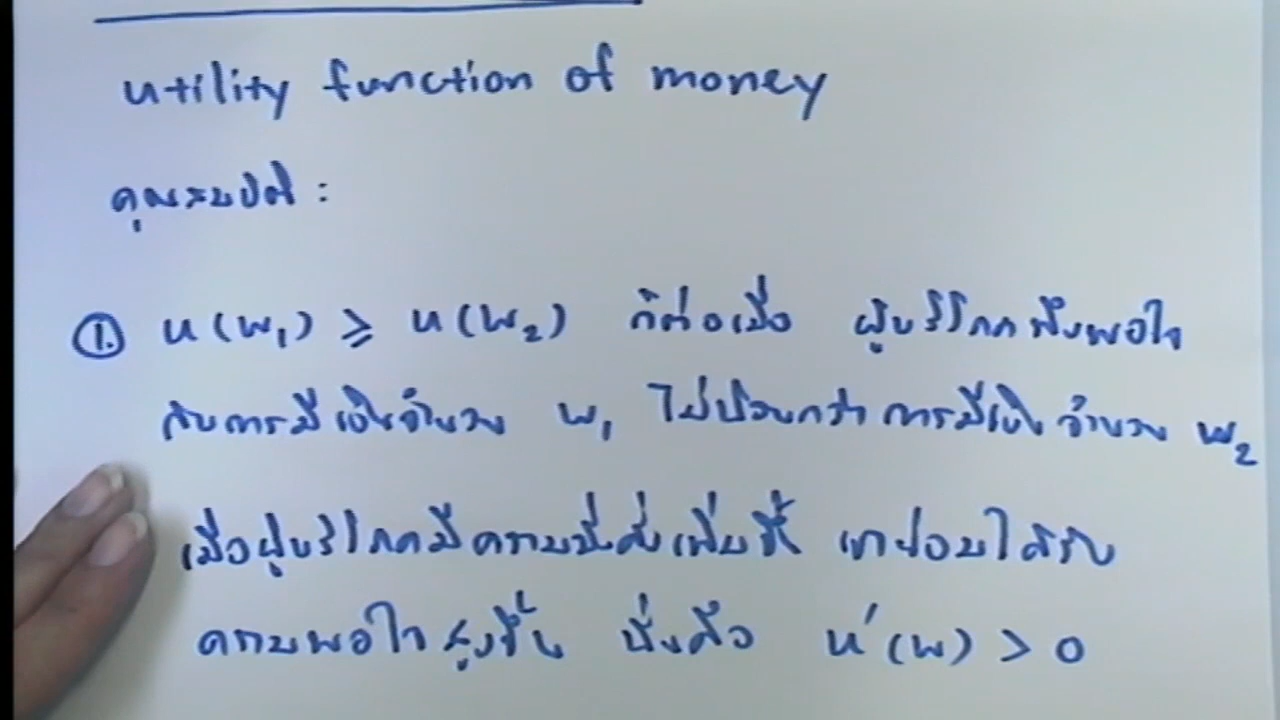 utility function of money
คุณสมบัติ :
①. u(w₁) ≥ u(w₂) ก็ต่อเมื่อ ผู้บริโภคพึงพอใจ
กับการมีเงินจำนวน w₁ ไม่น้อยกว่าการมีเงินจำนวน w₂
เมื่อผู้บริโภคมีความมั่งคั่งเพิ่มขึ้น เขาย่อมได้รับ
ความพอใจสูงขึ้น นั่นคือ u′(w) > 0